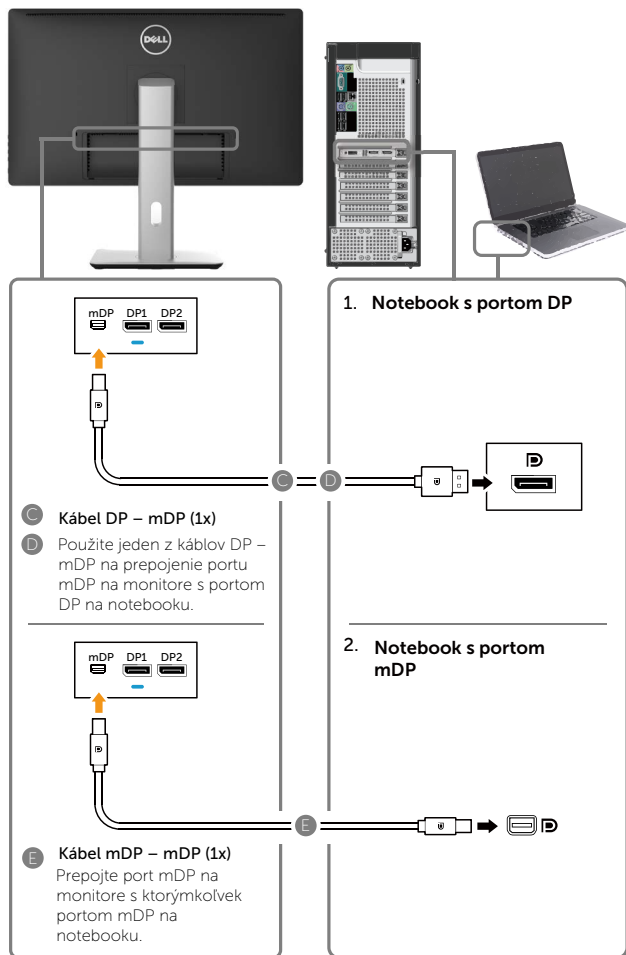 DELL
mDP DP1 DP2
1. Notebook s portom DP
C D
C Kábel DP – mDP (1x)
D Použite jeden z káblov DP –
mDP na prepojenie portu
mDP na monitore s portom
DP na notebooku.
mDP DP1 DP2
2. Notebook s portom
mDP
E
E Kábel mDP – mDP (1x)
Prepojte port mDP na
monitore s ktorýmkoľvek
portom mDP na
notebooku.